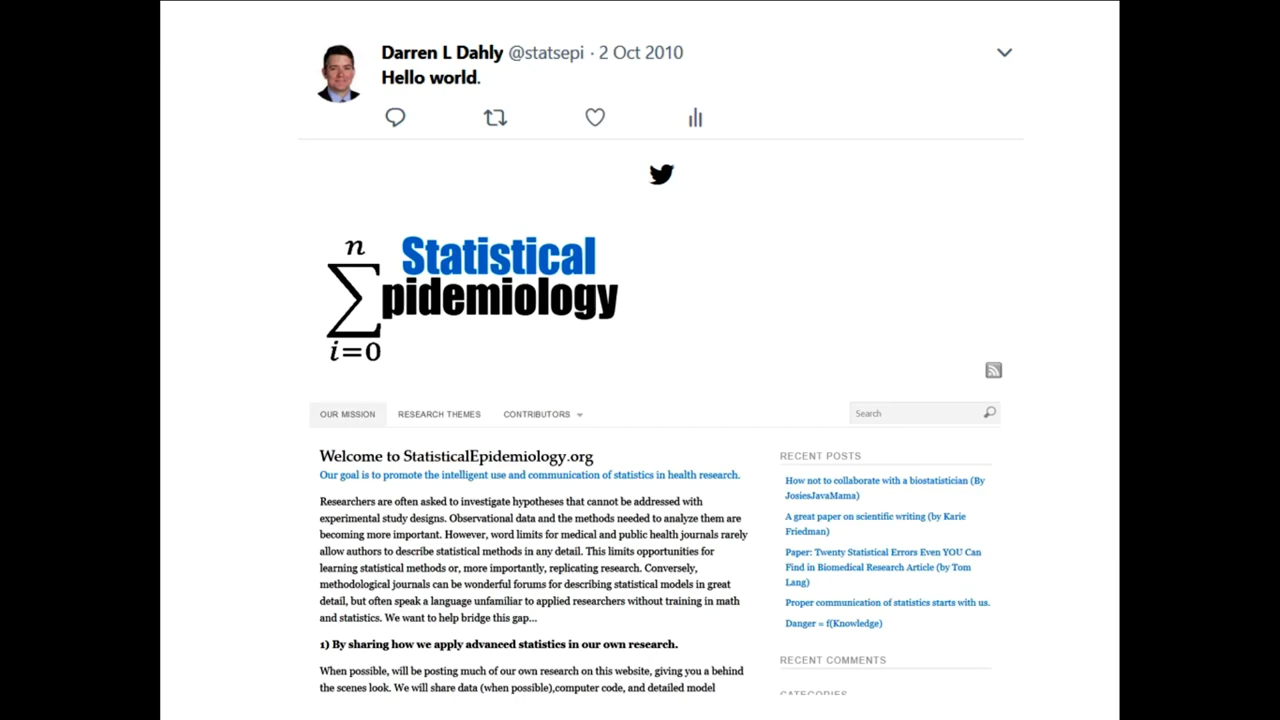 Darren L Dahly @statsepi · 2 Oct 2010
Hello world.
n
Statistical
∑pidemiology
i=0
OUR MISSION
RESEARCH THEMES
CONTRIBUTORS
Search
Welcome to StatisticalEpidemiology.org
Our goal is to promote the intelligent use and communication of statistics in health research.
Researchers are often asked to investigate hypotheses that cannot be addressed with
experimental study designs. Observational data and the methods needed to analyze them are
becoming more important. However, word limits for medical and public health journals rarely
allow authors to describe statistical methods in any detail. This limits opportunities for
learning statistical methods or, more importantly, replicating research. Conversely,
methodological journals can be wonderful forums for describing statistical models in great
detail, but often speak a language unfamiliar to applied researchers without training in math
and statistics. We want to help bridge this gap...
1) By sharing how we apply advanced statistics in our own research.
When possible, will be posting much of our own research on this website, giving you a behind
the scenes look. We will share data (when possible),computer code, and detailed model
RECENT POSTS
How not to collaborate with a biostatistician (By
JosiesJavaMama)
A great paper on scientific writing (by Karie
Friedman)
Paper: Twenty Statistical Errors Even YOU Can
Find in Biomedical Research Article (by Tom
Lang)
Proper communication of statistics starts with us.
Danger = f(Knowledge)
RECENT COMMENTS
CATEGORIES